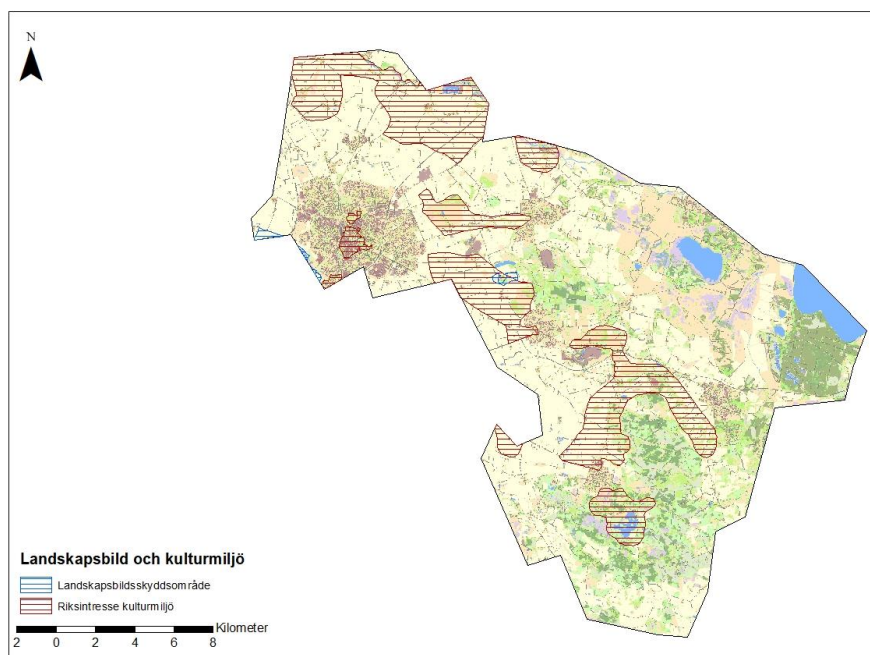 N
Landskapsbild och kulturmiljö
Landskapsbildsskyddsområde
Riksintresse kulturmiljö
Kilometer
2 0 2 4 6 8